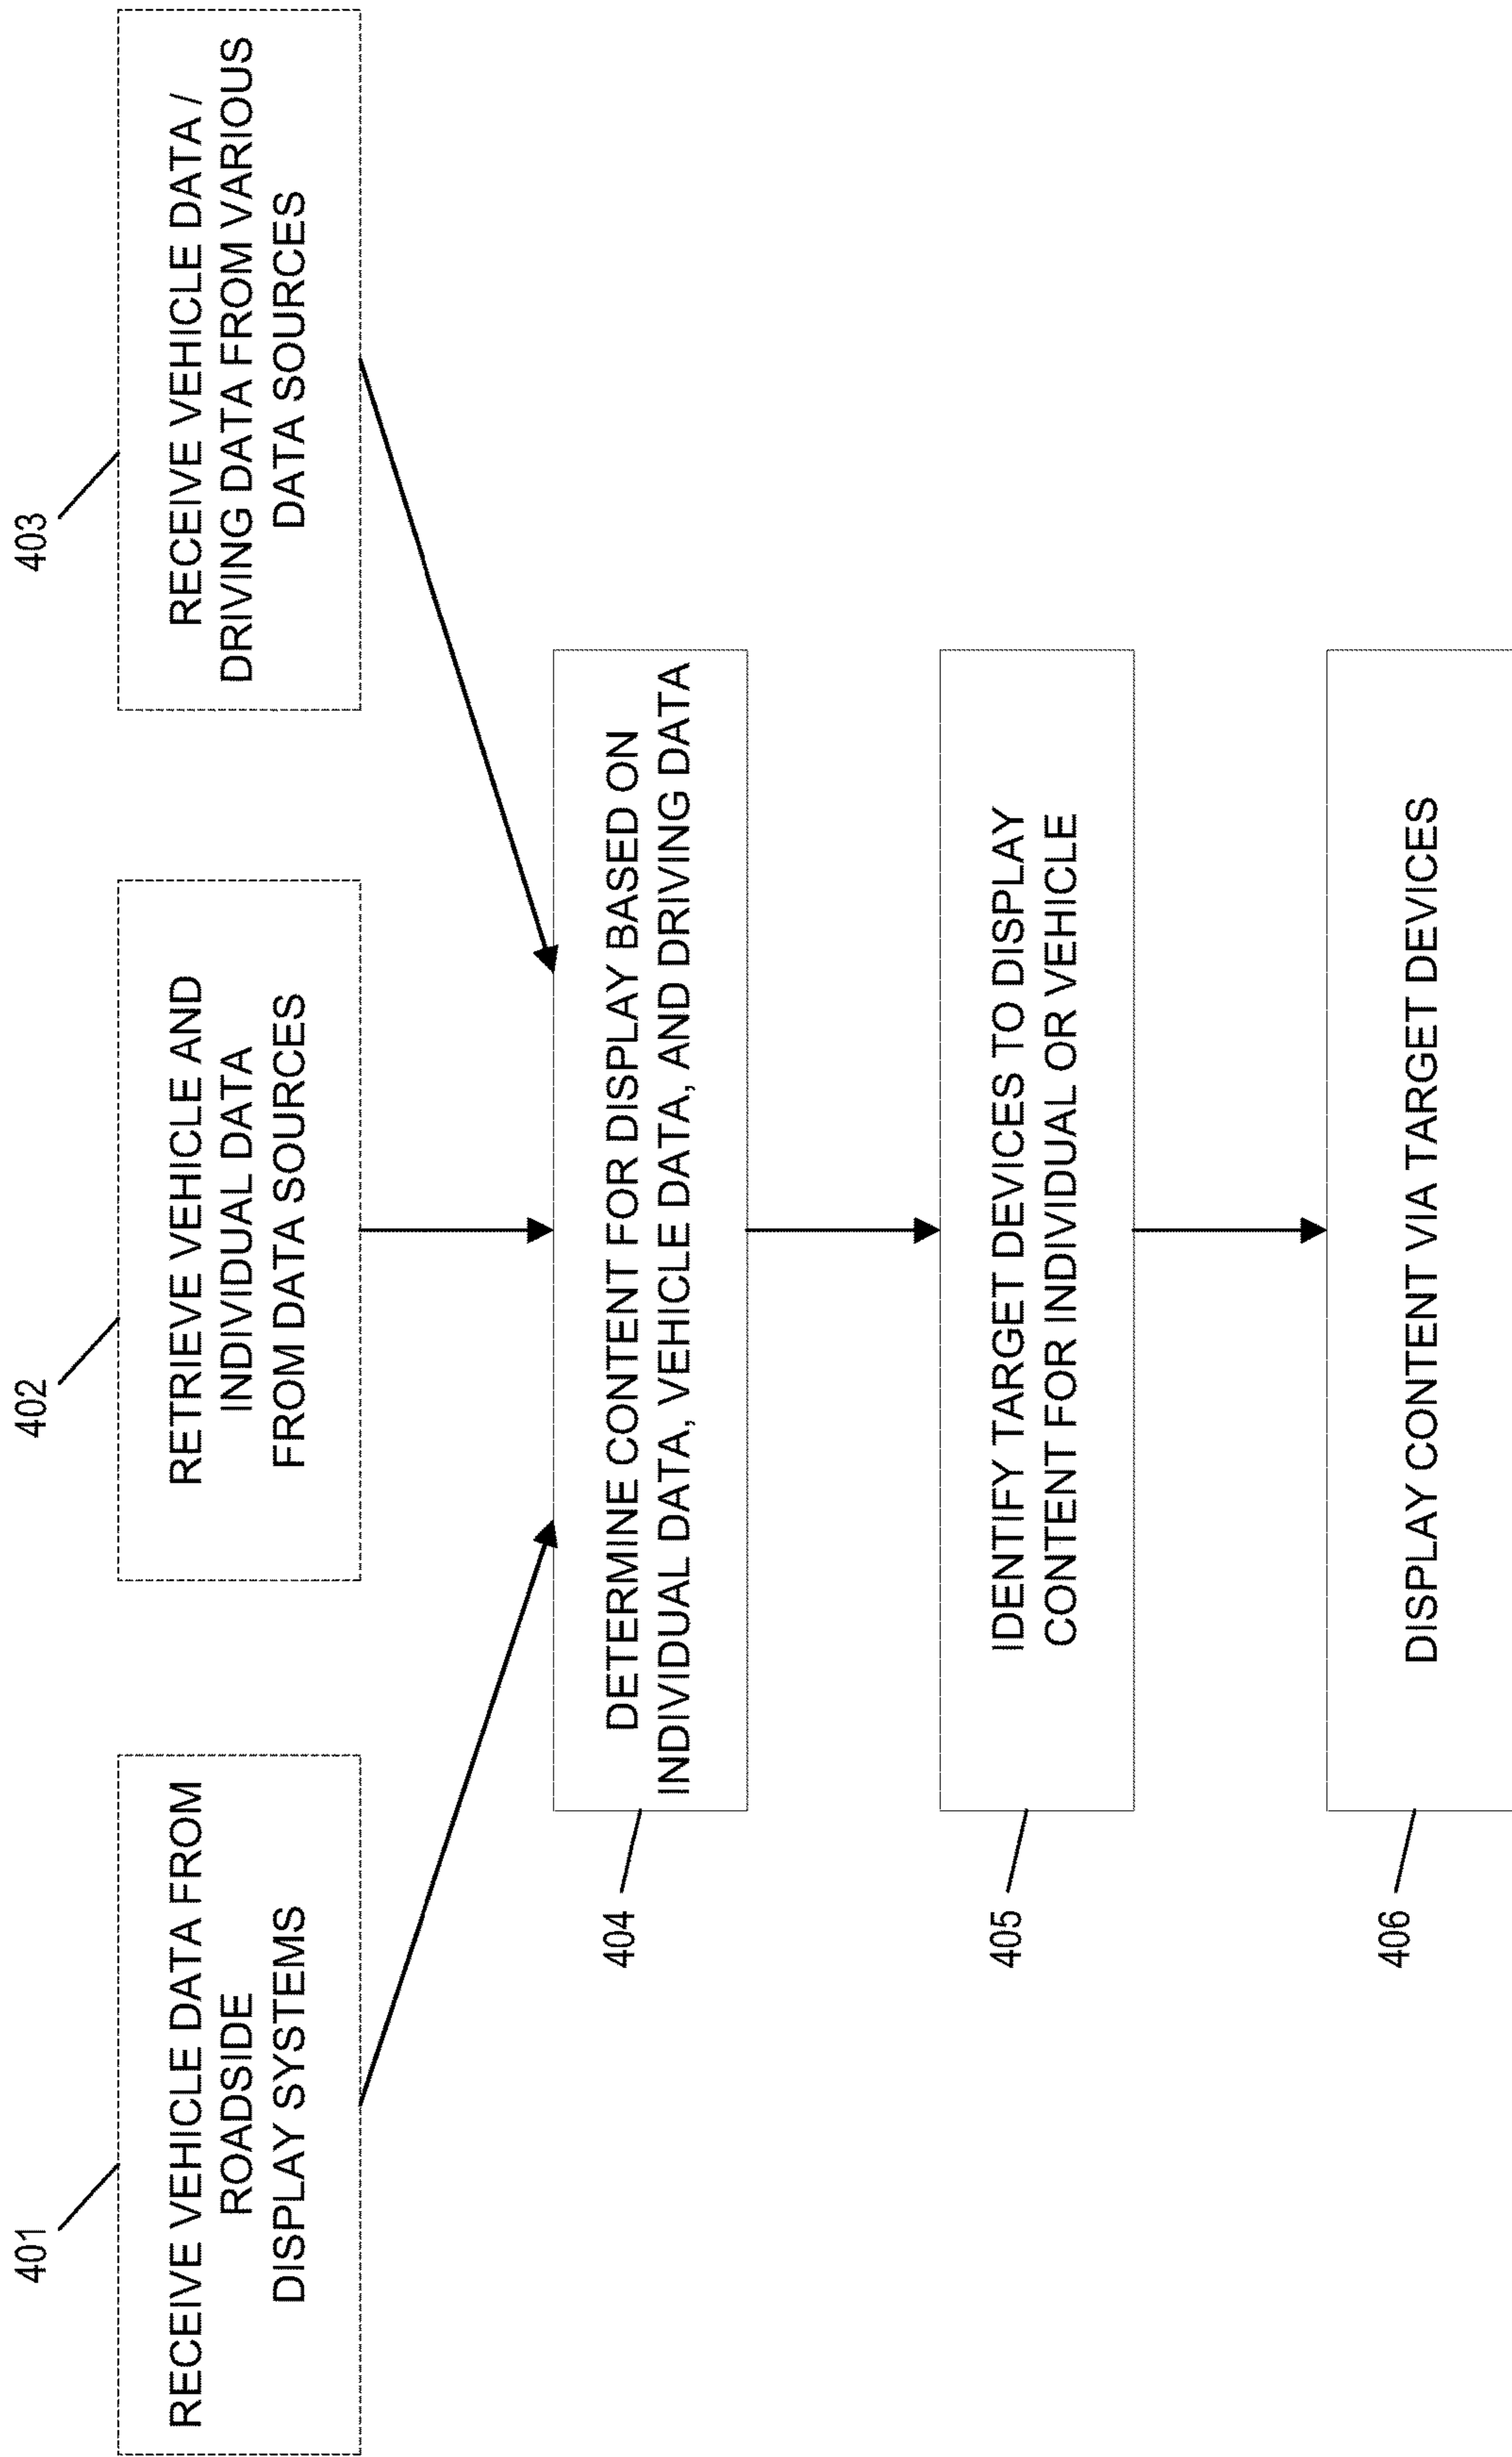 401
RECEIVE VEHICLE DATA FROM
ROADSIDE
DISPLAY SYSTEMS
402
RETRIEVE VEHICLE AND
INDIVIDUAL DATA
FROM DATA SOURCES
403
RECEIVE VEHICLE DATA /
DRIVING DATA FROM VARIOUS
DATA SOURCES
404
DETERMINE CONTENT FOR DISPLAY BASED ON
INDIVIDUAL DATA, VEHICLE DATA, AND DRIVING DATA
405
IDENTIFY TARGET DEVICES TO DISPLAY
CONTENT FOR INDIVIDUAL OR VEHICLE
406
DISPLAY CONTENT VIA TARGET DEVICES